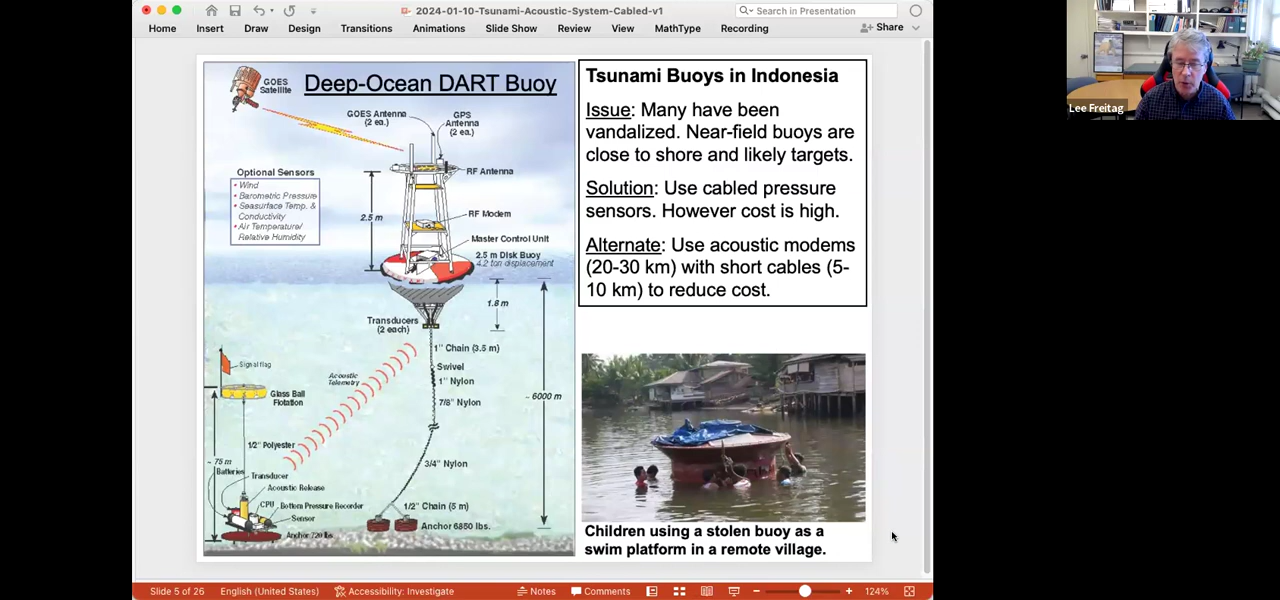 2024-01-10-Tsunami-Acoustic-System-Cabled-v1
Search in Presentation
Home Insert Draw Design Transitions Animations Slide Show Review View MathType Recording
Share
Deep-Ocean DART Buoy
GOES
Satellite
GOES Antenna
(2 ea.)
GPS
Antenna
(2 ea.)
RF Antenna
Optional Sensors
• Wind
• Barometric Pressure
• Seasurface Temp. &
Conductivity
• Air Temperature/
Relative Humidity
2.5 m
RF Modem
Master Control Unit
2.5 m Disk Buoy
4.2 ton displacement
1.8 m
Transducers
(2 each)
1" Chain (3.5 m)
Swivel
1" Nylon
7/8" Nylon
Signal flag
Acoustic
Telemetry
Glass Ball
Flotation
~ 6000 m
1/2" Polyester
3/4" Nylon
~ 75 m
Batteries
Transducer
Acoustic Release
CPU
Bottom Pressure Recorder
Sensor
1/2" Chain (5 m)
Anchor 6850 lbs.
Anchor 720 lbs
Tsunami Buoys in Indonesia
Issue: Many have been
vandalized. Near-field buoys are
close to shore and likely targets.
Solution: Use cabled pressure
sensors. However cost is high.
Alternate: Use acoustic modems
(20-30 km) with short cables (5-
10 km) to reduce cost.
Children using a stolen buoy as a
swim platform in a remote village.
Lee Freitag
Slide 5 of 26
English (United States)
Accessibility: Investigate
Notes
Comments
124%